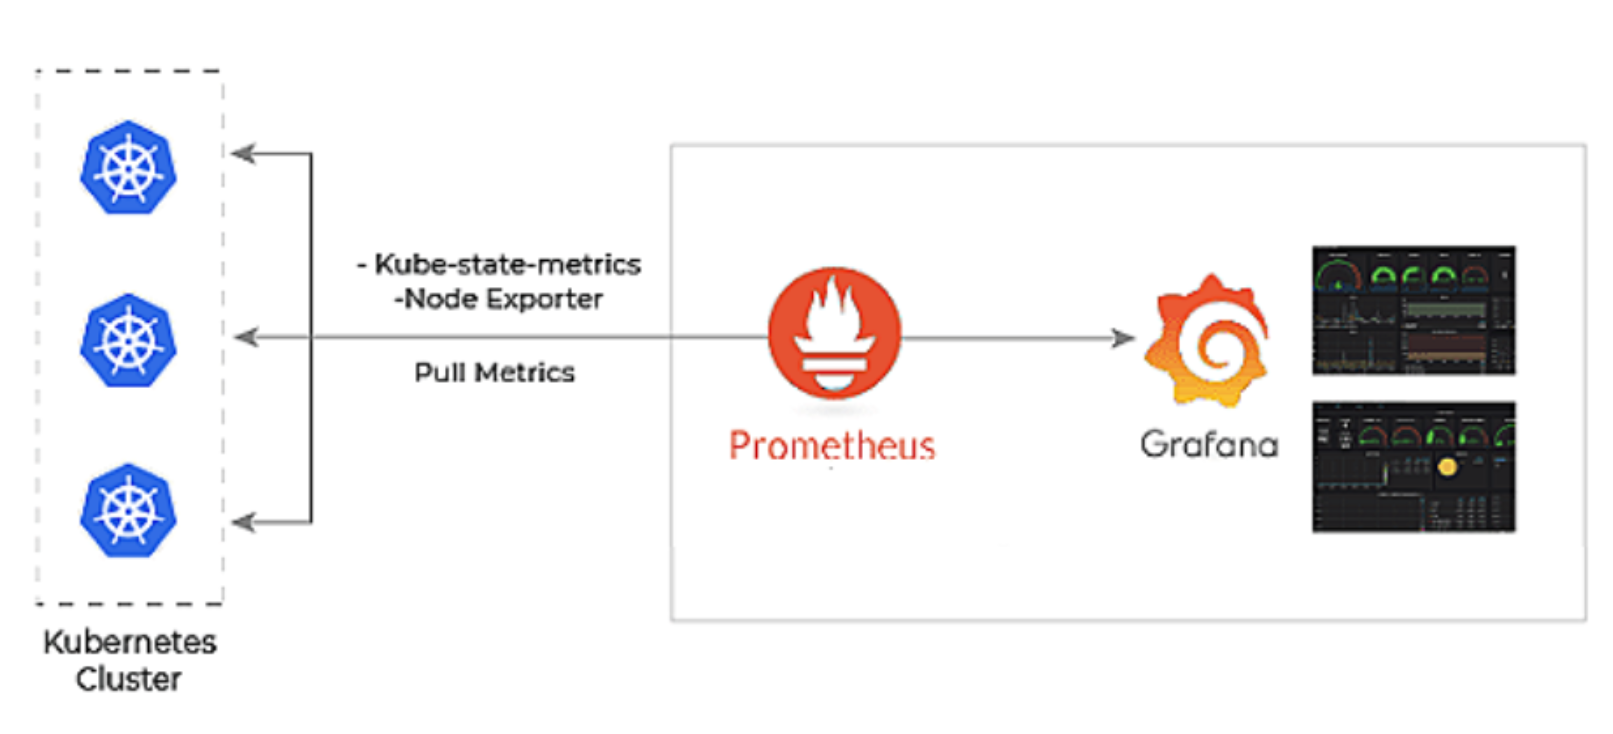 - Kube-state-metrics
-Node Exporter
Pull Metrics
Prometheus
Grafana
Kubernetes
Cluster